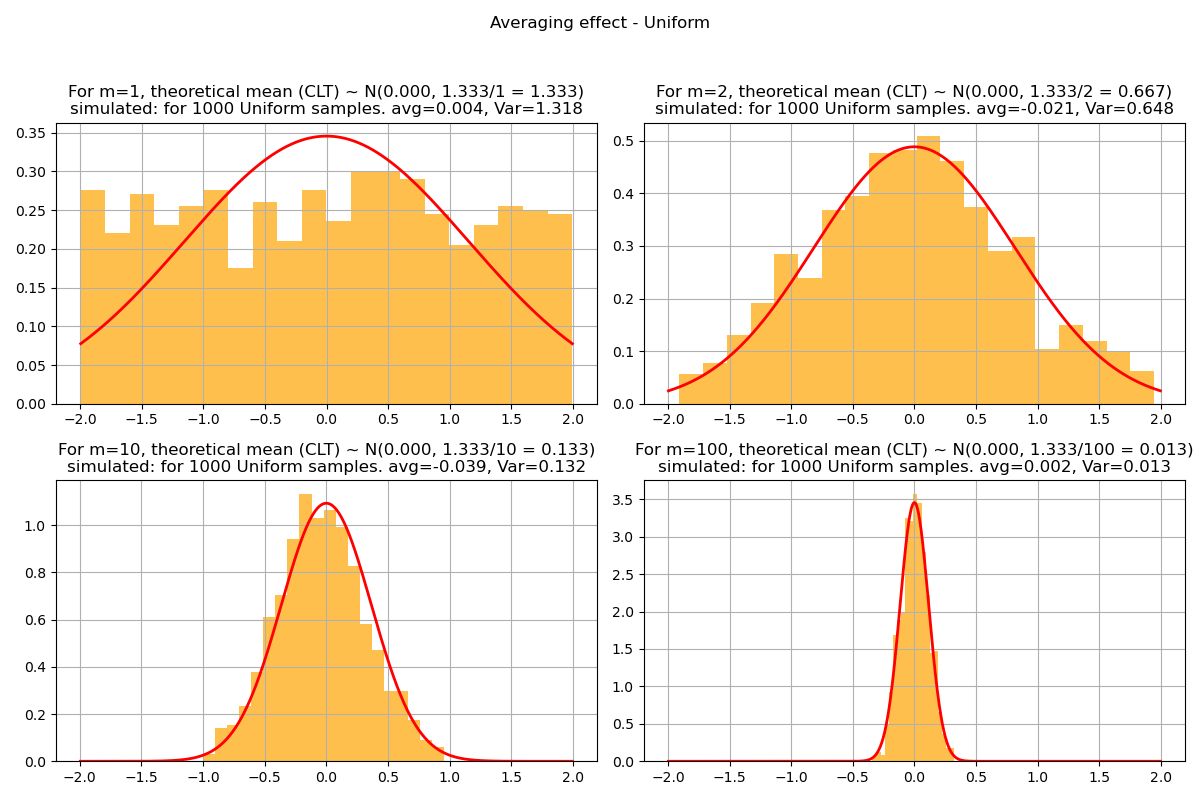 Averaging effect - Uniform
For m=1, theoretical mean (CLT) ~ N(0.000, 1.333/1 = 1.333)
simulated: for 1000 Uniform samples. avg=0.004, Var=1.318
0.35
0.30
0.25
0.20
0.15
0.10
0.05
0.00
−2.0 −1.5 −1.0 −0.5 0.0 0.5 1.0 1.5 2.0
For m=2, theoretical mean (CLT) ~ N(0.000, 1.333/2 = 0.667)
simulated: for 1000 Uniform samples. avg=-0.021, Var=0.648
0.5
0.4
0.3
0.2
0.1
0.0
−2.0 −1.5 −1.0 −0.5 0.0 0.5 1.0 1.5 2.0
For m=10, theoretical mean (CLT) ~ N(0.000, 1.333/10 = 0.133)
simulated: for 1000 Uniform samples. avg=-0.039, Var=0.132
1.0
0.8
0.6
0.4
0.2
0.0
−2.0 −1.5 −1.0 −0.5 0.0 0.5 1.0 1.5 2.0
For m=100, theoretical mean (CLT) ~ N(0.000, 1.333/100 = 0.013)
simulated: for 1000 Uniform samples. avg=0.002, Var=0.013
3.5
3.0
2.5
2.0
1.5
1.0
0.5
0.0
−2.0 −1.5 −1.0 −0.5 0.0 0.5 1.0 1.5 2.0